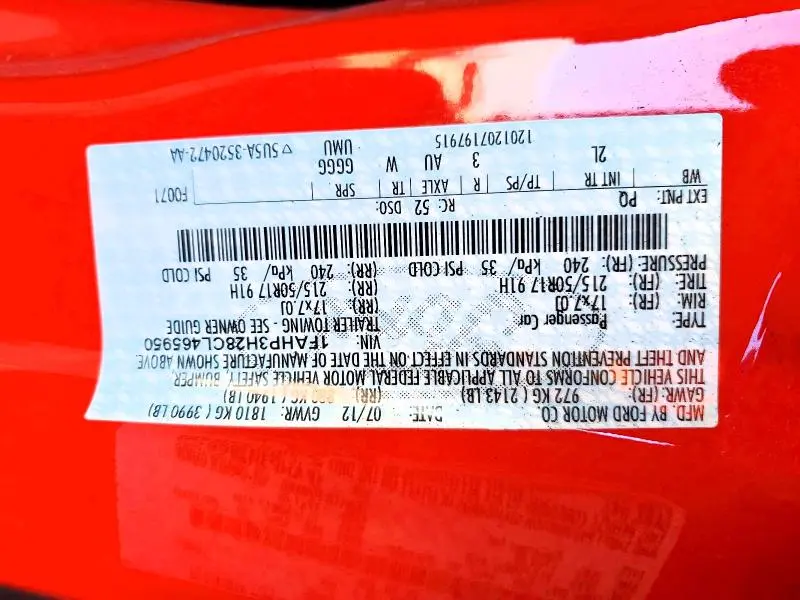 MFD. BY FORD MOTOR CO.
DATE: 07/12 GVWR: 1810 KG ( 3990 LB)
GAWR: (FR): 972 KG ( 2143 LB) (RR): KG ( 1940 LB)
THIS VEHICLE CONFORMS TO ALL APPLICABLE FEDERAL MOTOR VEHICLE SAFETY, BUMPER,
AND THEFT PREVENTION STANDARDS IN EFFECT ON THE DATE OF MANUFACTURE SHOWN ABOVE
VIN: 1FAHP3H28CL465950
TYPE: Passenger Car TRAILER TOWING - SEE OWNER GUIDE
RIM: (FR): 17x7.0J (RR): 17x7.0J
TIRE: (FR): 215/50R17 91H (RR): 215/50R17 91H
PRESSURE: (FR): 240 kPa/ 35 PSI COLD (RR): 240 kPa/ 35 PSI COLD
EXT PNT: PQ RC: 52 DSO: F0071
WB INT TR TP/PS R AXLE TR SPR
2L 3 AU W GGGG UMU
1201207197915 5U5A-3520472-AA